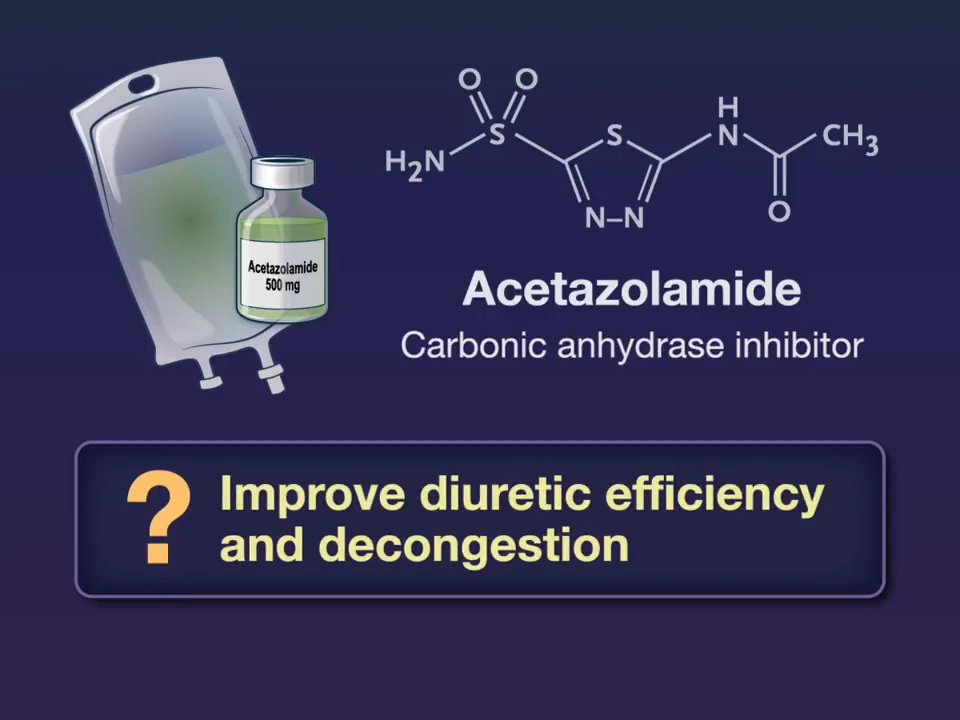 O O
S
H₂N
S
N–N
H
N
CH₃
O
Acetazolamide
500 mg
Acetazolamide
Carbonic anhydrase inhibitor
? Improve diuretic efficiency
and decongestion